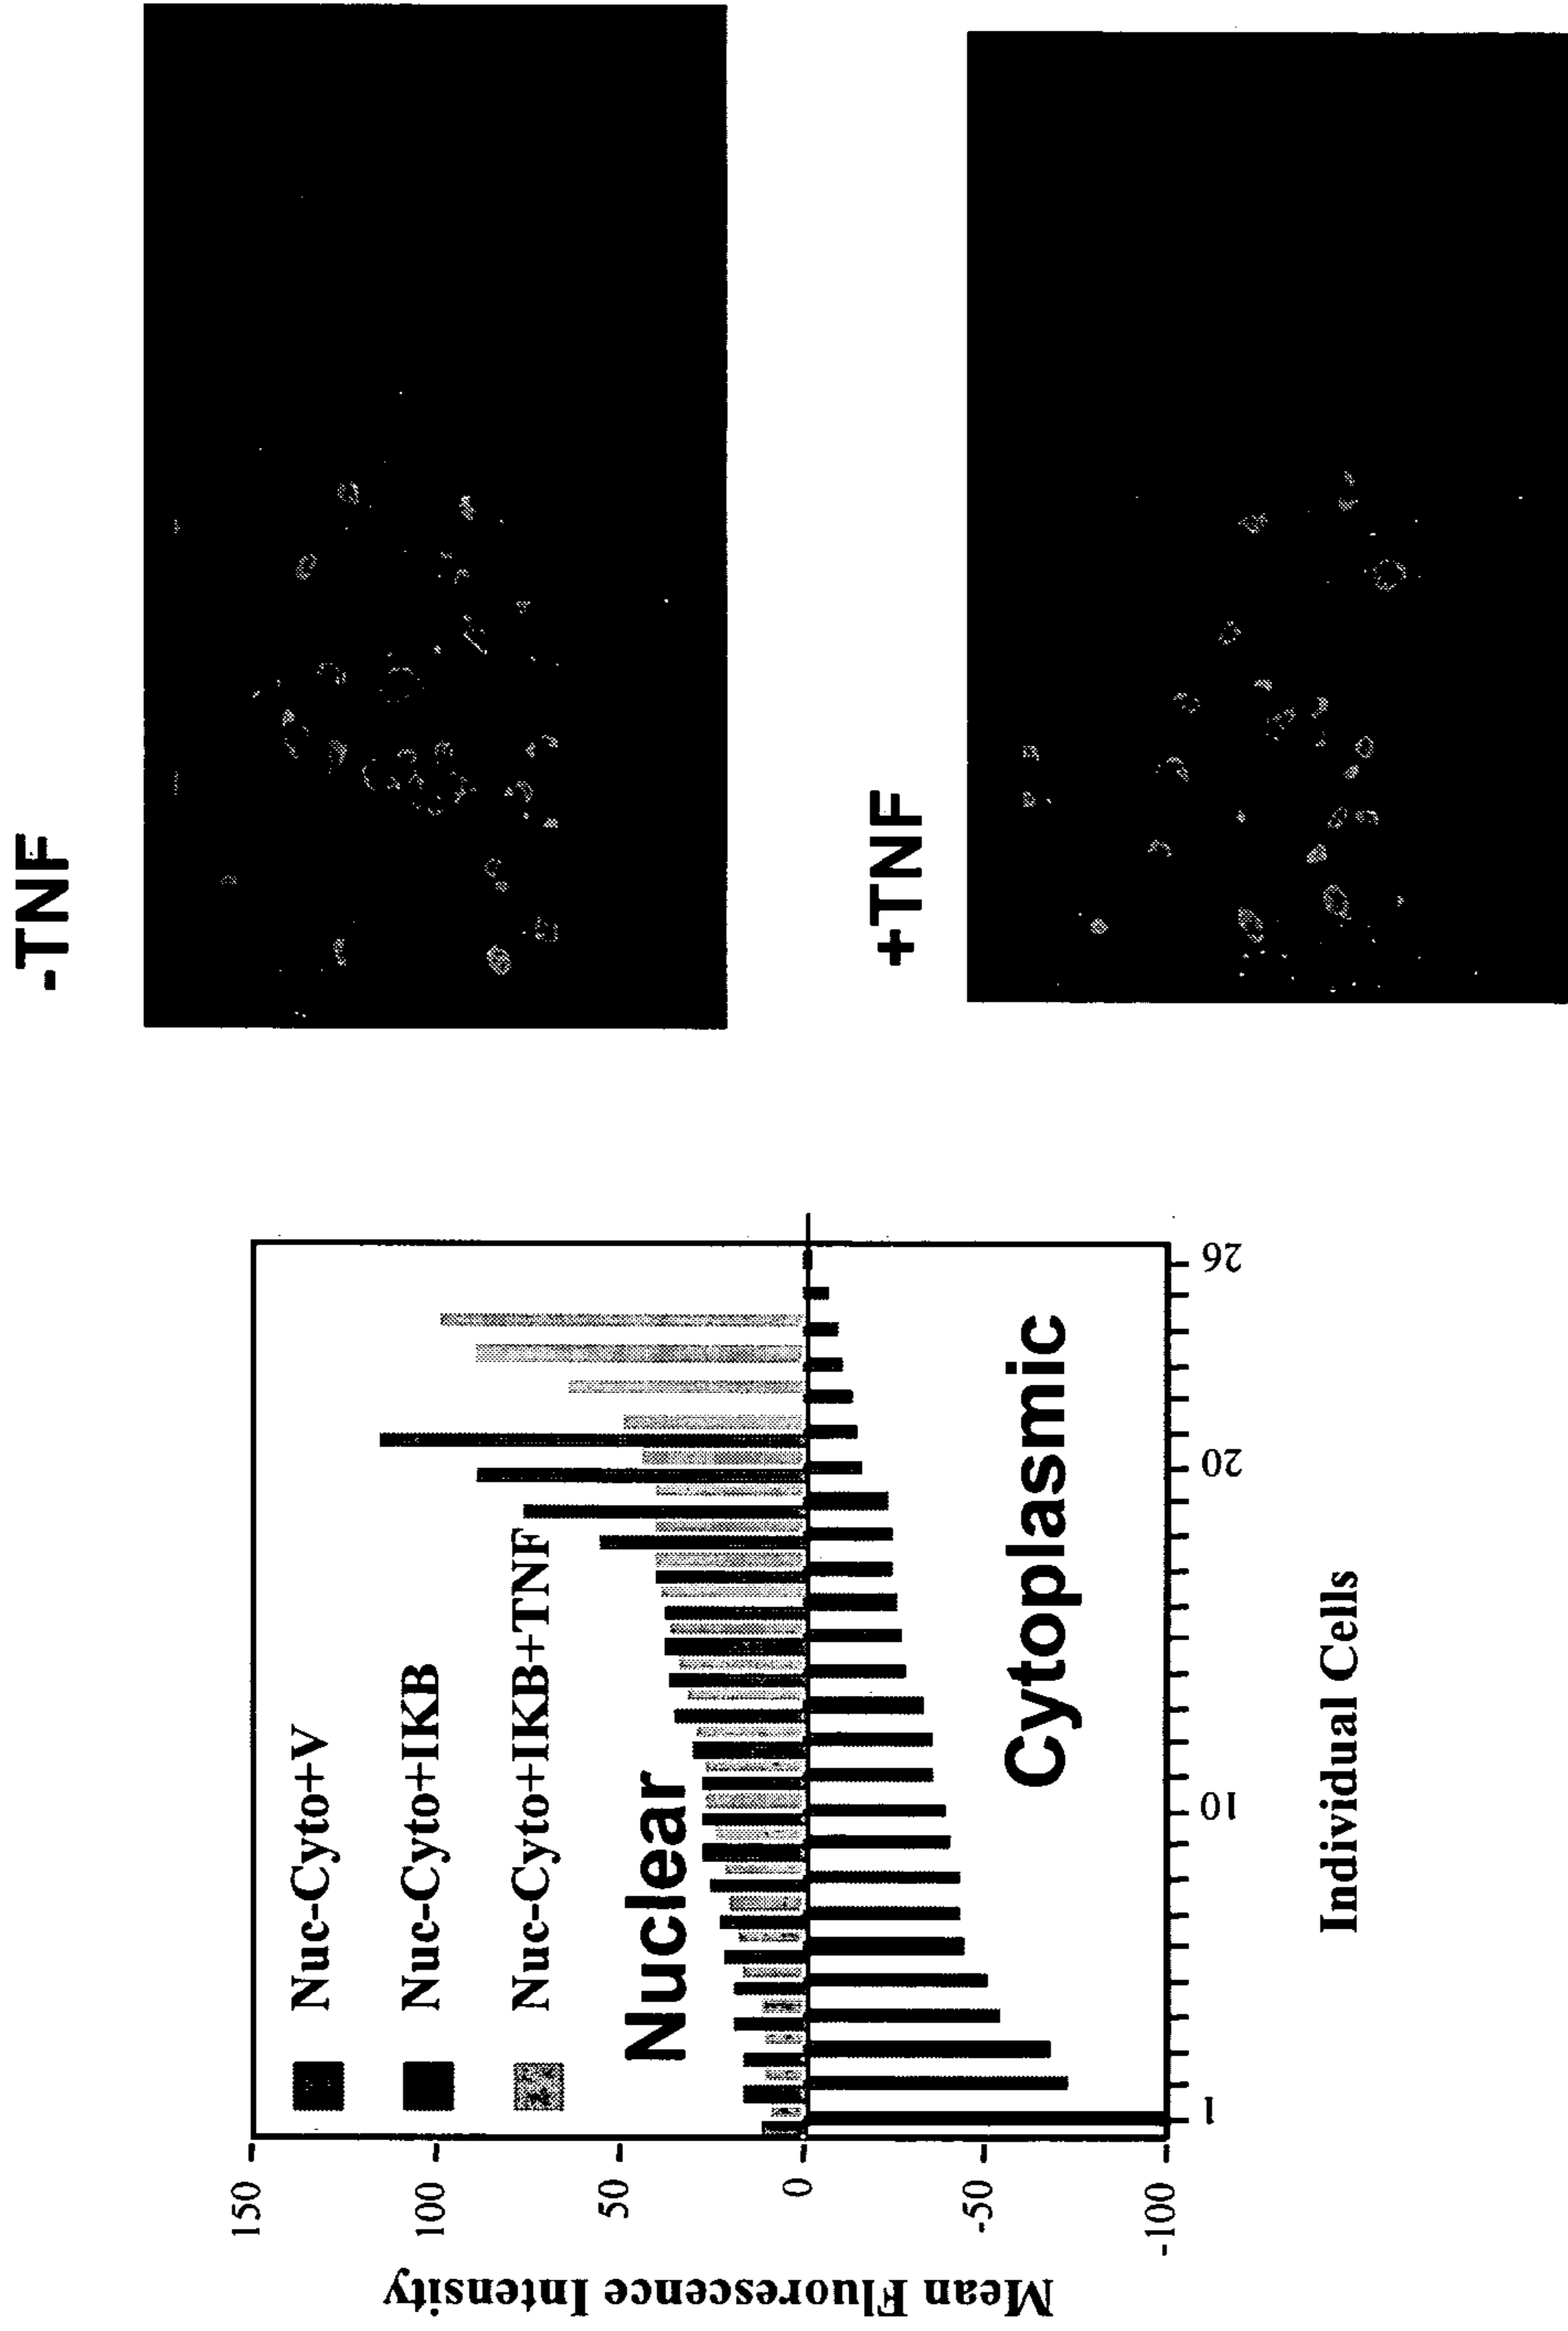 -TNF
+TNF
Mean Fluorescence Intensity
150
100
50
0
-50
-100
Nuc-Cyto+V
Nuc-Cyto+IKB
Nuc-Cyto+IKB+TNF
Nuclear
Cytoplasmic
1
10
20
26
Individual Cells